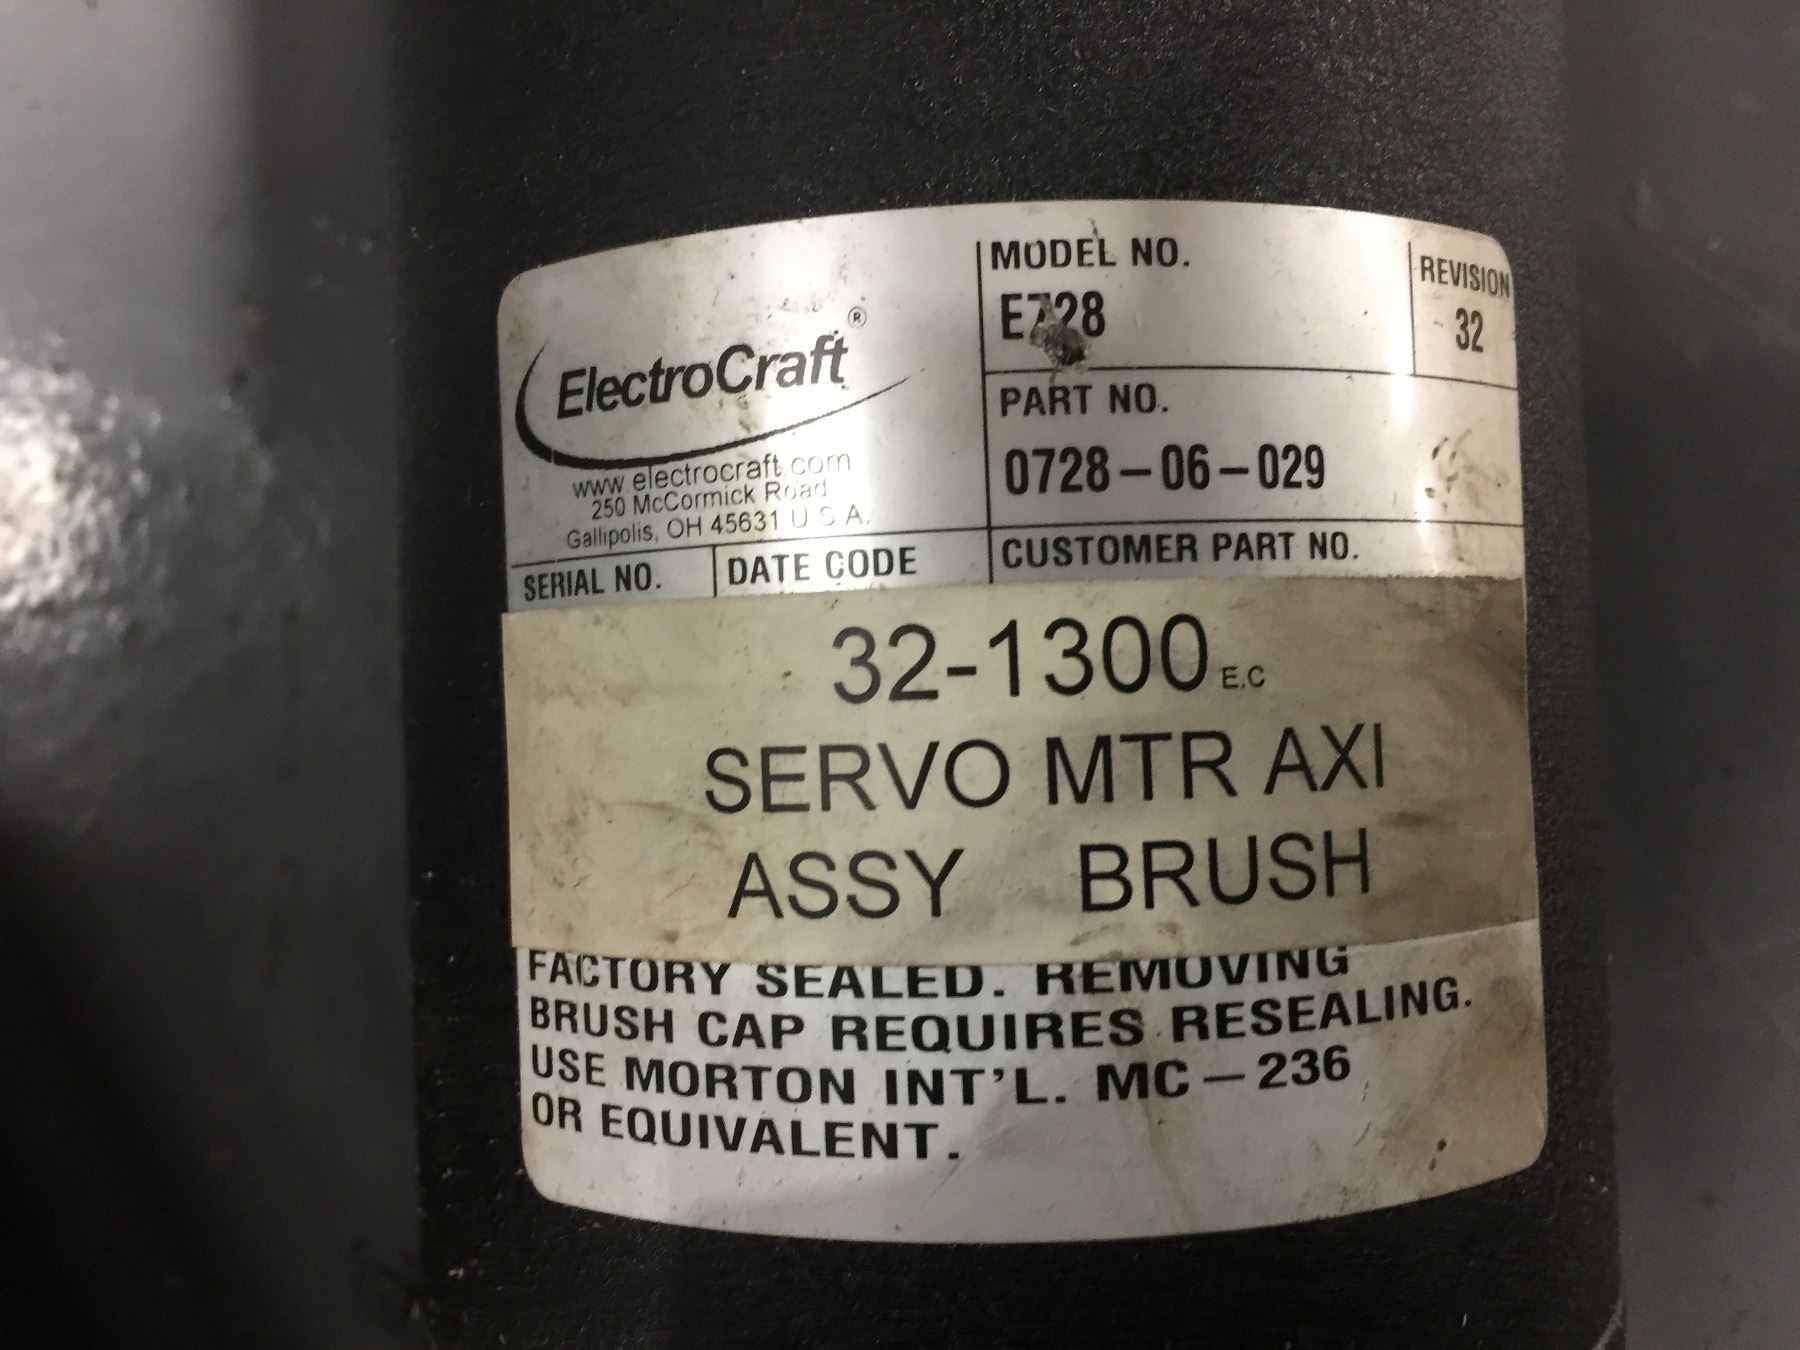 ElectroCraft®
www.electrocraft.com
250 McCormick Road
Gallipolis, OH 45631 U S A.
MODEL NO.
E728
REVISION
32
PART NO.
0728-06-029
SERIAL NO.
DATE CODE
CUSTOMER PART NO.
32-1300 E.C
SERVO MTR AXI
ASSY BRUSH
FACTORY SEALED. REMOVING
BRUSH CAP REQUIRES RESEALING.
USE MORTON INT'L. MC-236
OR EQUIVALENT.